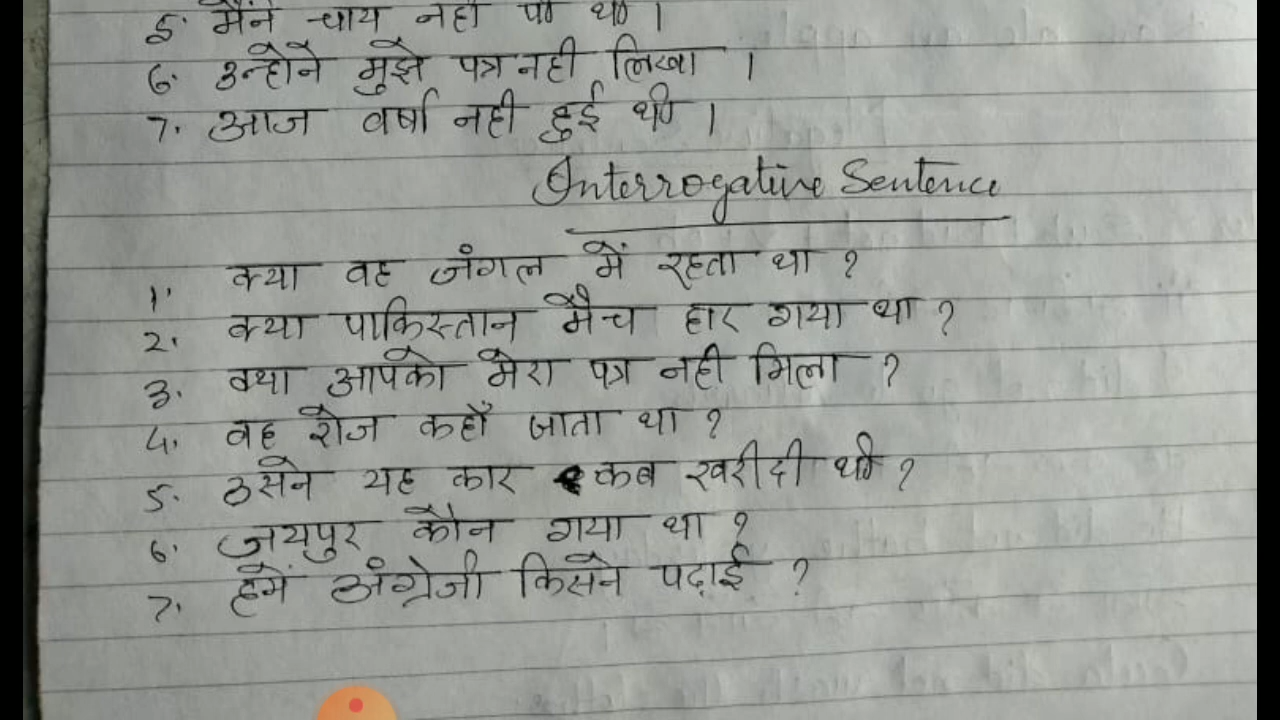 5. मैंने चाय नही पी थी ।
6. उन्होने मुझे पत्र नही लिखा ।
7. आज वर्षा नही हुई थी ।
Interrogative Sentence
1. क्या वह जंगल में रहता था ?
2. क्या पाकिस्तान मैच हार गया था ?
3. क्या आपको मेरा पत्र नही मिला ?
4. वह रोज कहाँ जाता था ?
5. उसने यह कार कब खरीदी थी ?
6. जयपुर कौन गया था ?
7. हमें अंग्रेजी किसने पढ़ाई ?